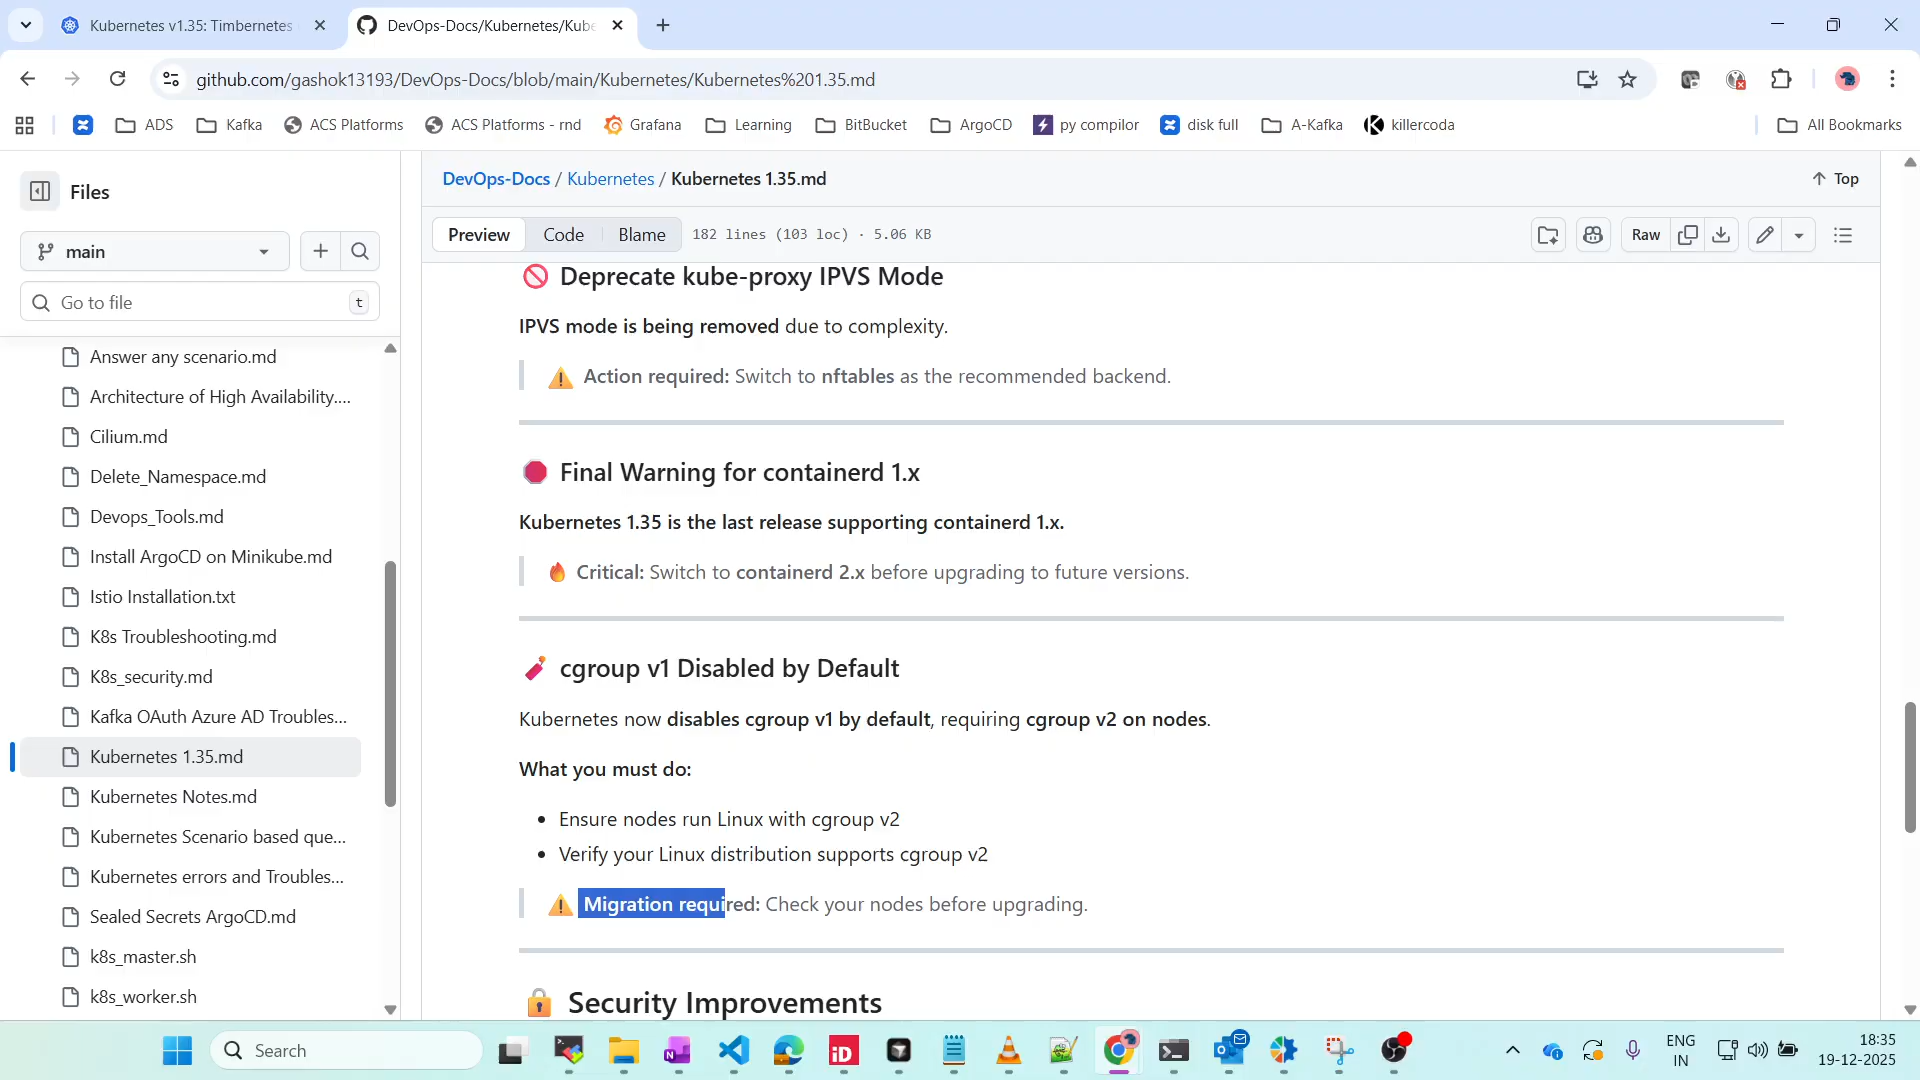 Kubernetes v1.35: Timbernetes
DevOps-Docs/Kubernetes/Kube
github.com/gashok13193/DevOps-Docs/blob/main/Kubernetes/Kubernetes%201.35.md
ADS
Kafka
ACS Platforms
ACS Platforms - rnd
Grafana
Learning
BitBucket
ArgoCD
py compilor
disk full
A-Kafka
killercoda
All Bookmarks
Files
main
Go to file
t
Answer any scenario.md
Architecture of High Availability....
Cilium.md
Delete_Namespace.md
Devops_Tools.md
Install ArgoCD on Minikube.md
Istio Installation.txt
K8s Troubleshooting.md
K8s_security.md
Kafka OAuth Azure AD Troubles...
Kubernetes 1.35.md
Kubernetes Notes.md
Kubernetes Scenario based que...
Kubernetes errors and Troubles...
Sealed Secrets ArgoCD.md
k8s_master.sh
k8s_worker.sh
DevOps-Docs / Kubernetes / Kubernetes 1.35.md
Top
Preview
Code
Blame
182 lines (103 loc) · 5.06 KB
Raw
Deprecate kube-proxy IPVS Mode
IPVS mode is being removed due to complexity.
Action required: Switch to nftables as the recommended backend.
Final Warning for containerd 1.x
Kubernetes 1.35 is the last release supporting containerd 1.x.
Critical: Switch to containerd 2.x before upgrading to future versions.
cgroup v1 Disabled by Default
Kubernetes now disables cgroup v1 by default, requiring cgroup v2 on nodes.
What you must do:
Ensure nodes run Linux with cgroup v2
Verify your Linux distribution supports cgroup v2
Migration required: Check your nodes before upgrading.
Security Improvements
Search
ENG
IN
18:35
19-12-2025